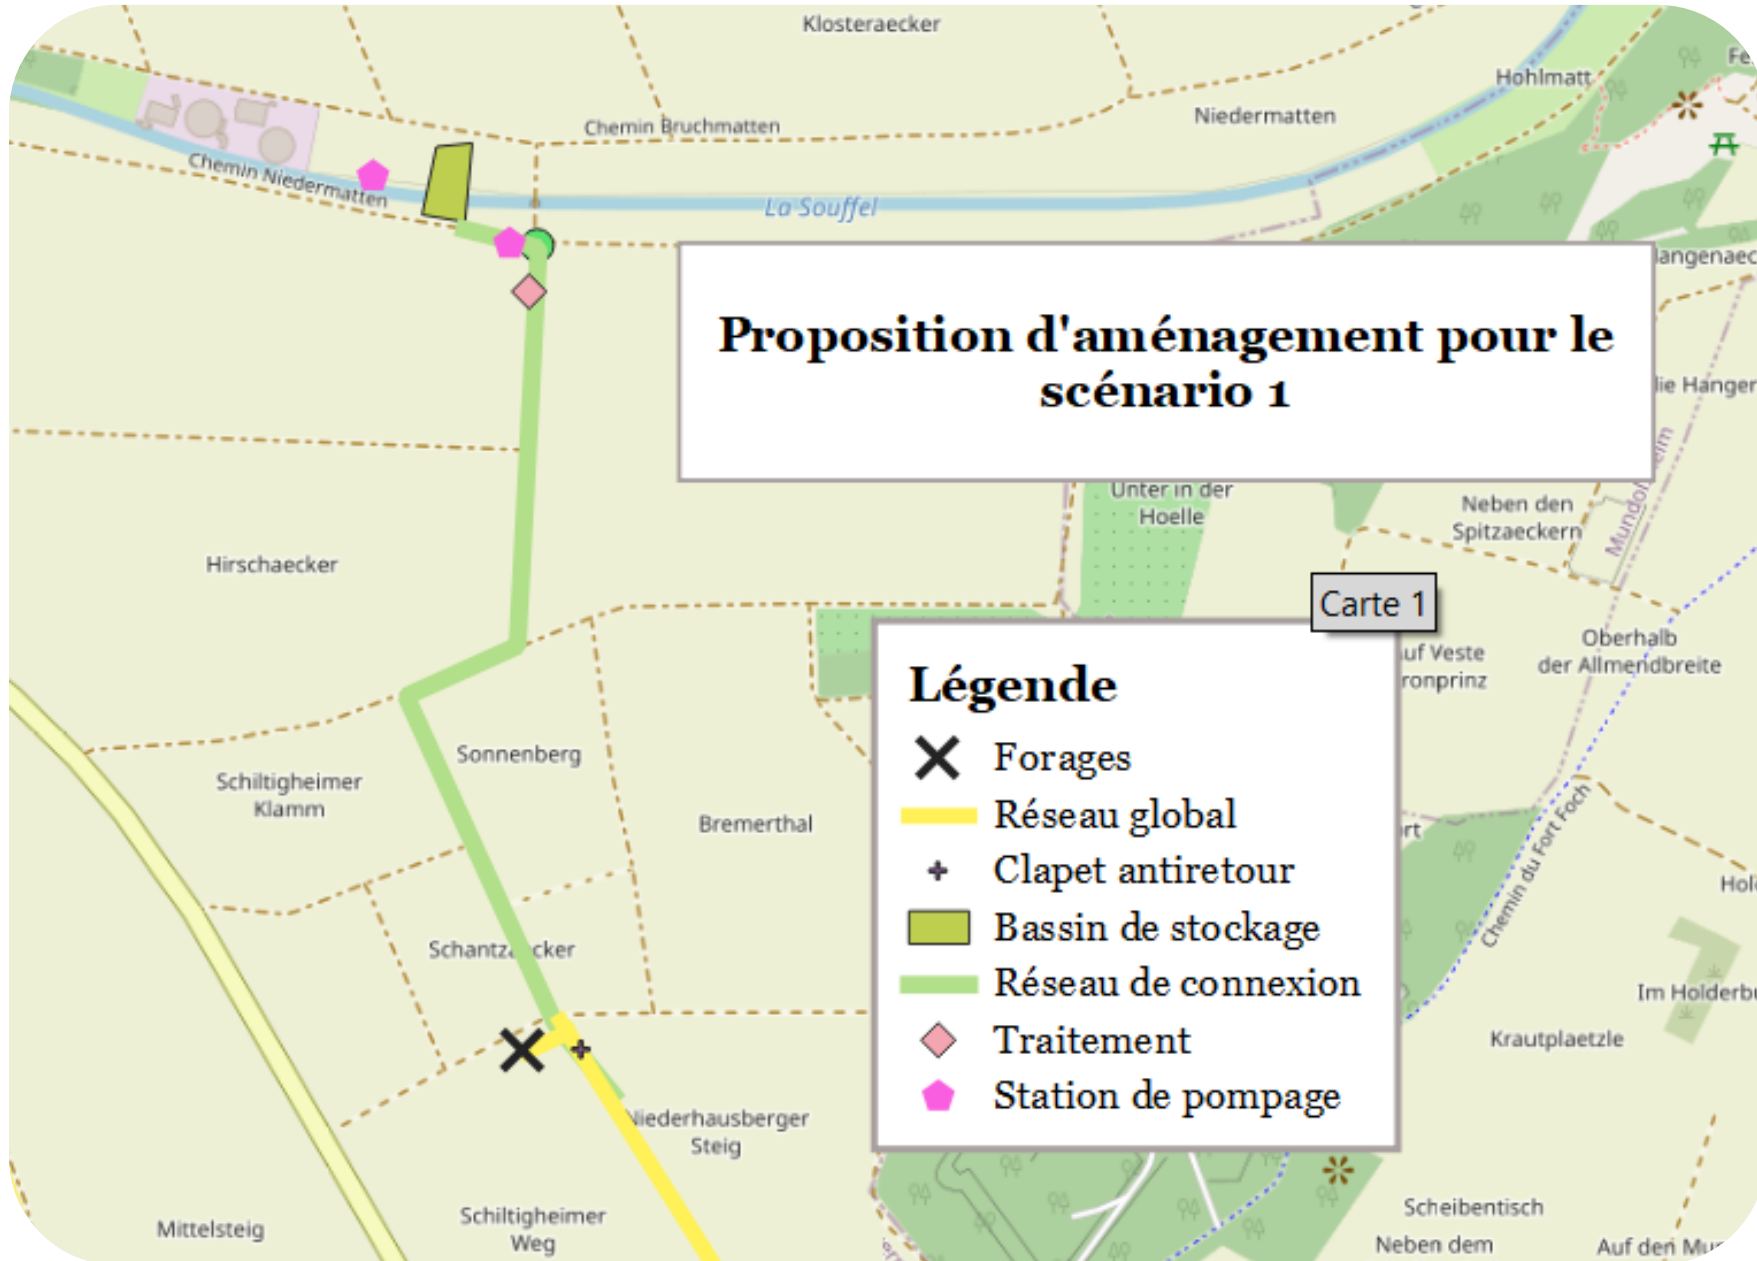 Klosteraecker
Hohlmatt
Niedermatten
Chemin Bruchmatten
Chemin Niedermatten
La Souffel
Proposition d'aménagement pour le
scénario 1
Unter in der
Hoelle
Neben den
Spitzaeckern
Hirschaecker
Carte 1
Oberhalb
der Allmendbreite
Légende
Forages
Réseau global
Clapet antiretour
Bassin de stockage
Réseau de connexion
Traitement
Station de pompage
Sonnenberg
Schiltigheimer
Klamm
Bremerthal
Chemin du Fort Foch
Krautplaetzle
Niederhausberger
Steig
Mittelsteig
Schiltigheimer
Weg
Scheibentisch
Neben dem
Auf den
Im